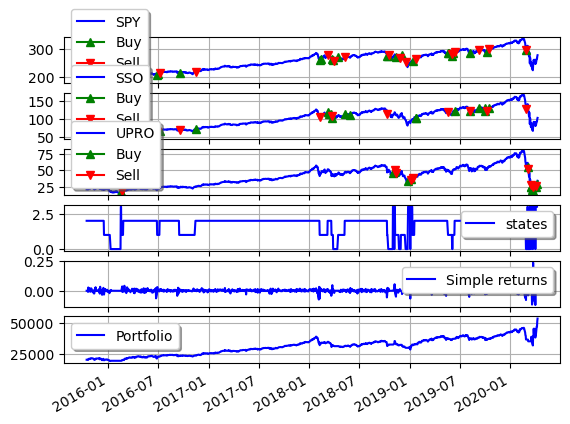 SPY
Buy
Sell
300
200
SSO
Buy
Sell
150
100
50
UPRO
Buy
Sell
75
50
25
states
2.5
0.0
Simple returns
0.25
0.00
Portfolio
50000
25000
2016-01 2016-07 2017-01 2017-07 2018-01 2018-07 2019-01 2019-07 2020-01